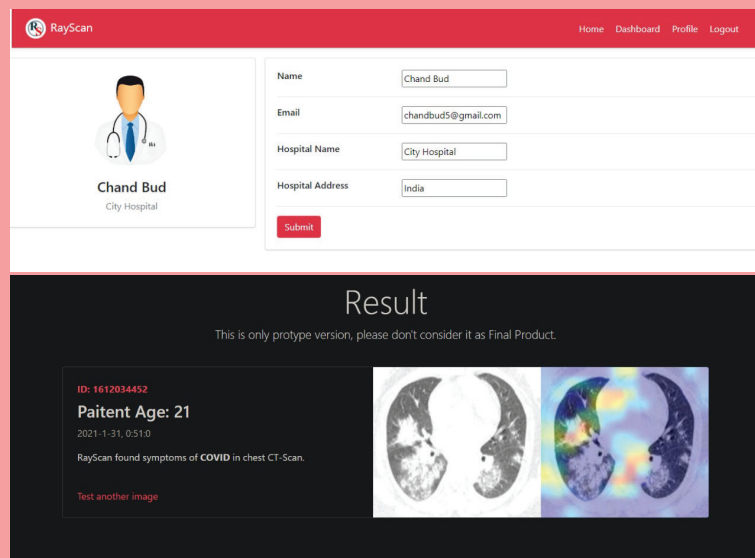 RS RayScan
Home Dashboard Profile Logout
Chand Bud
City Hospital
Name Chand Bud
Email chandbud5@gmail.com
Hospital Name City Hospital
Hospital Address India
Submit
Result
This is only protype version, please don't consider it as Final Product.
ID: 1612034452
Paitent Age: 21
2021-1-31, 0:51:0
RayScan found symptoms of COVID in chest CT-Scan.
Test another image